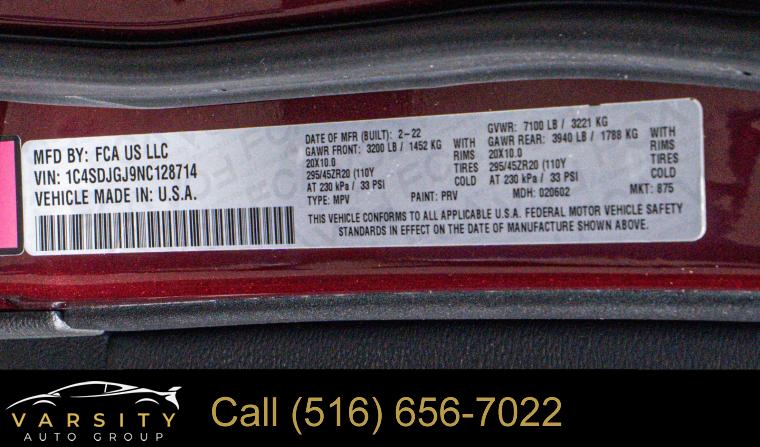 MFD BY: FCA US LLC
VIN: 1C4SDJGJ9NC128714
VEHICLE MADE IN: U.S.A.
DATE OF MFR (BUILT): 2-22
GVWR: 7100 LB / 3221 KG
GAWR FRONT: 3200 LB / 1452 KG WITH
20X10.0 RIMS
295/45ZR20 (110Y TIRES
AT 230 kPa / 33 PSI COLD
GAWR REAR: 3940 LB / 1788 KG WITH
20X10.0 RIMS
295/45ZR20 (110Y TIRES
AT 230 kPa / 33 PSI COLD
TYPE: MPV PAINT: PRV MDH: 020602 MKT: 875
THIS VEHICLE CONFORMS TO ALL APPLICABLE U.S.A. FEDERAL MOTOR VEHICLE SAFETY
STANDARDS IN EFFECT ON THE DATE OF MANUFACTURE SHOWN ABOVE.
VARSITY
AUTO GROUP
Call (516) 656-7022